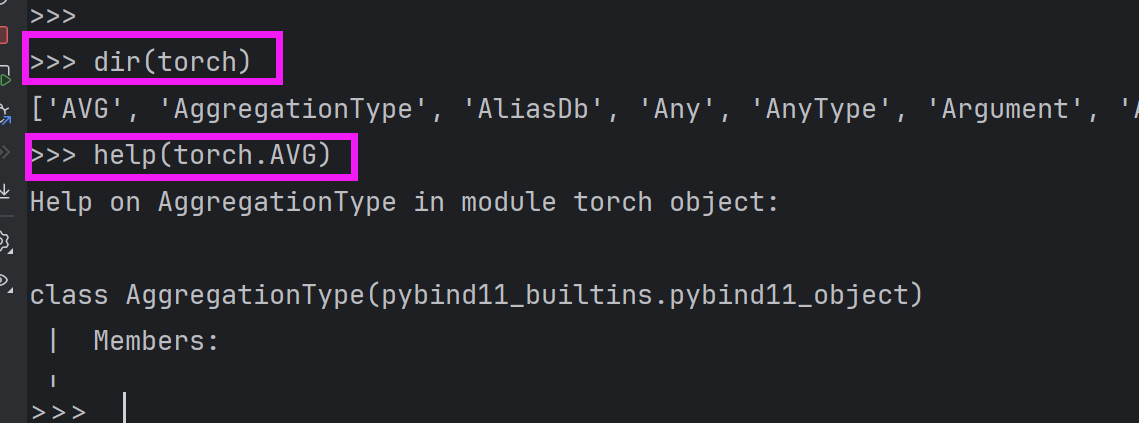 >>>
>>> dir(torch)
['AVG', 'AggregationType', 'AliasDb', 'Any', 'AnyType', 'Argument', '
>>> help(torch.AVG)
Help on AggregationType in module torch object:
class AggregationType(pybind11_builtins.pybind11_object)
 |  Members:
 |
>>>